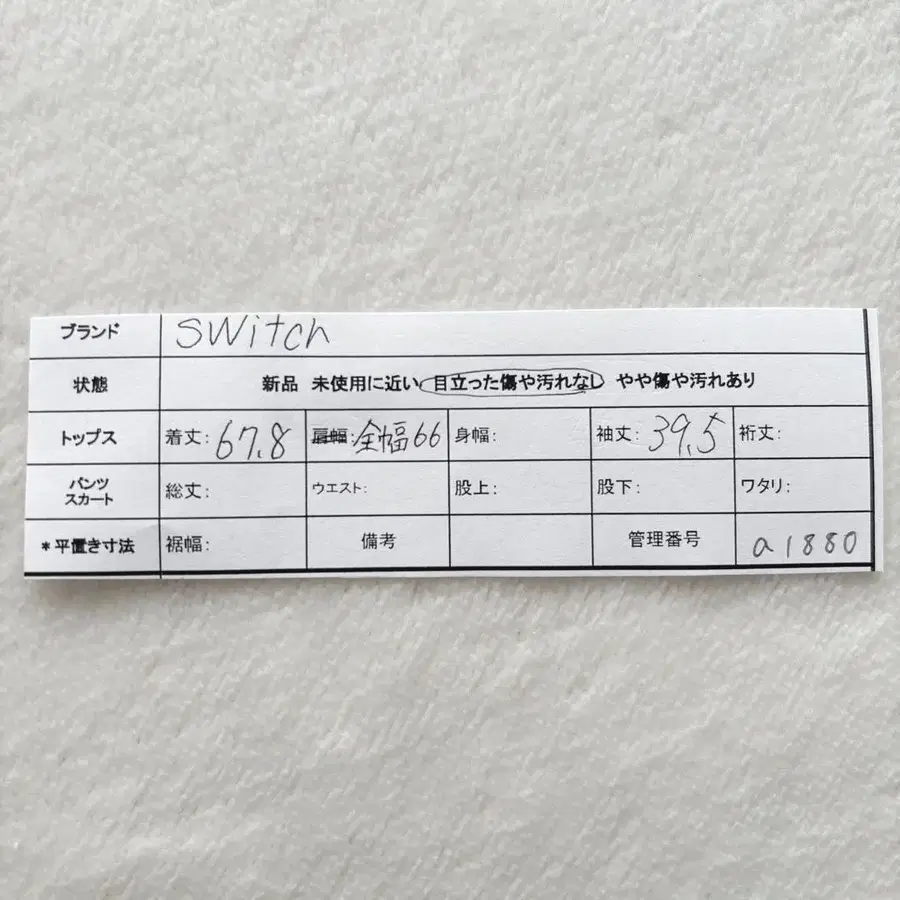 ブランド switch
状態 新品 未使用に近い 目立った傷や汚れなし やや傷や汚れあり
トップス 着丈: 67.8 肩幅: 全幅66 身幅: 袖丈: 39.5 裄丈:
パンツ スカート 総丈: ウエスト: 股上: 股下: ワタリ:
*平置き寸法 裾幅: 備考 管理番号 a1880